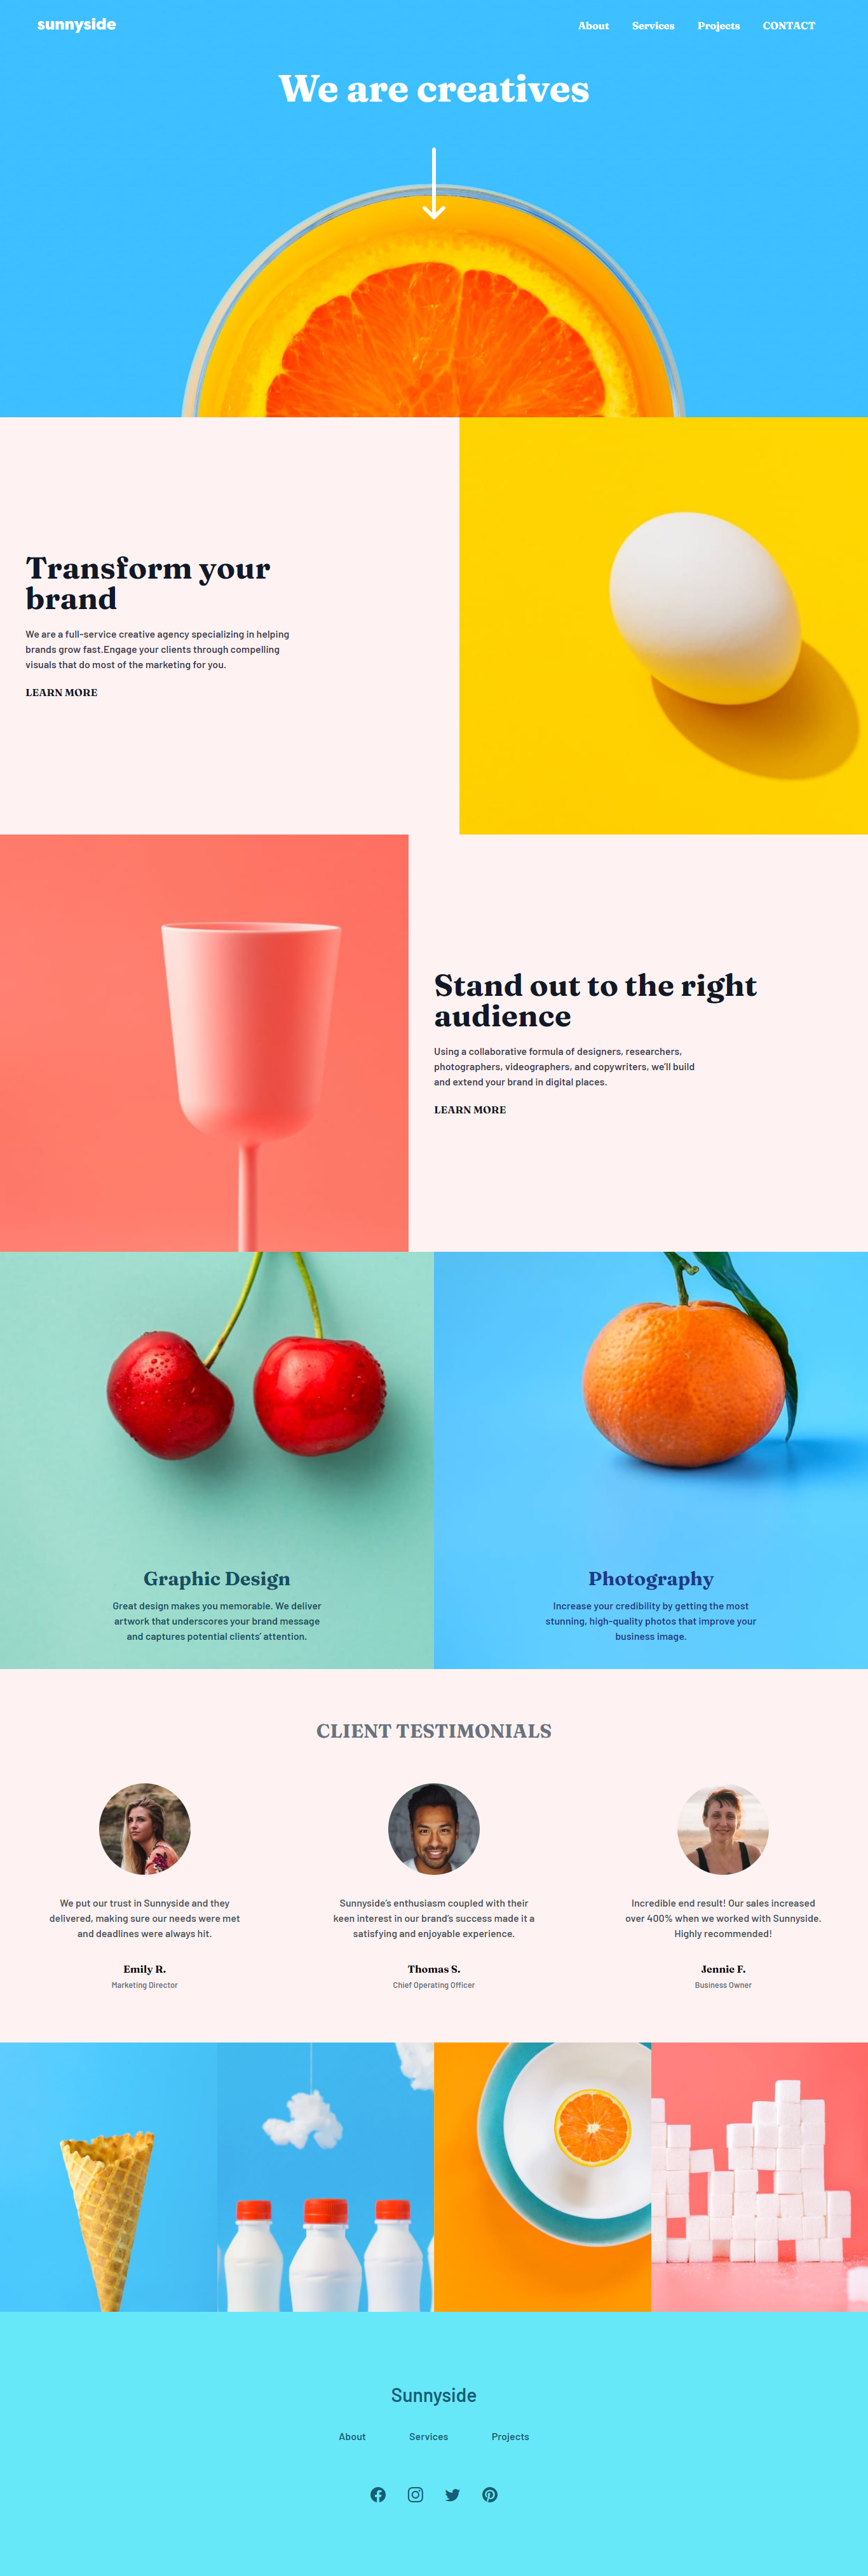 sunnyside
About Services Projects CONTACT
We are creatives
Transform your
brand
We are a full-service creative agency specializing in helping
brands grow fast.Engage your clients through compelling
visuals that do most of the marketing for you.
LEARN MORE
Stand out to the right
audience
Using a collaborative formula of designers, researchers,
photographers, videographers, and copywriters, we'll build
and extend your brand in digital places.
LEARN MORE
Graphic Design
Great design makes you memorable. We deliver
artwork that underscores your brand message
and captures potential clients' attention.
Photography
Increase your credibility by getting the most
stunning, high-quality photos that improve your
business image.
CLIENT TESTIMONIALS
We put our trust in Sunnyside and they
delivered, making sure our needs were met
and deadlines were always hit.
Emily R.
Marketing Director
Sunnyside's enthusiasm coupled with their
keen interest in our brand's success made it a
satisfying and enjoyable experience.
Thomas S.
Chief Operating Officer
Incredible end result! Our sales increased
over 400% when we worked with Sunnyside.
Highly recommended!
Jennie F.
Business Owner
Sunnyside
About Services Projects